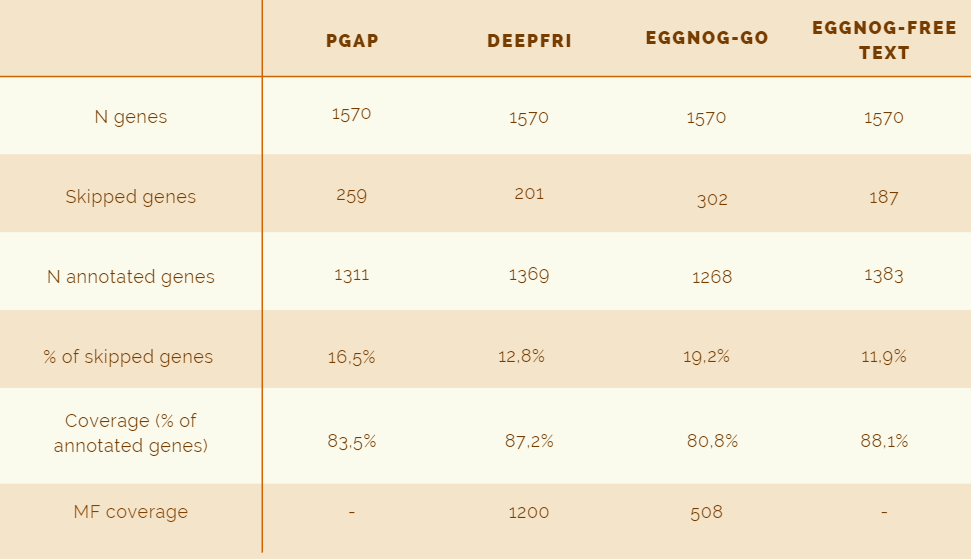 PGAP DEEPFRI EGGNOG-GO EGGNOG-FREE
TEXT
N genes 1570 1570 1570 1570
Skipped genes 259 201 302 187
N annotated genes 1311 1369 1268 1383
% of skipped genes 16,5% 12,8% 19,2% 11,9%
Coverage (% of
annotated genes) 83,5% 87,2% 80,8% 88,1%
MF coverage - 1200 508 -